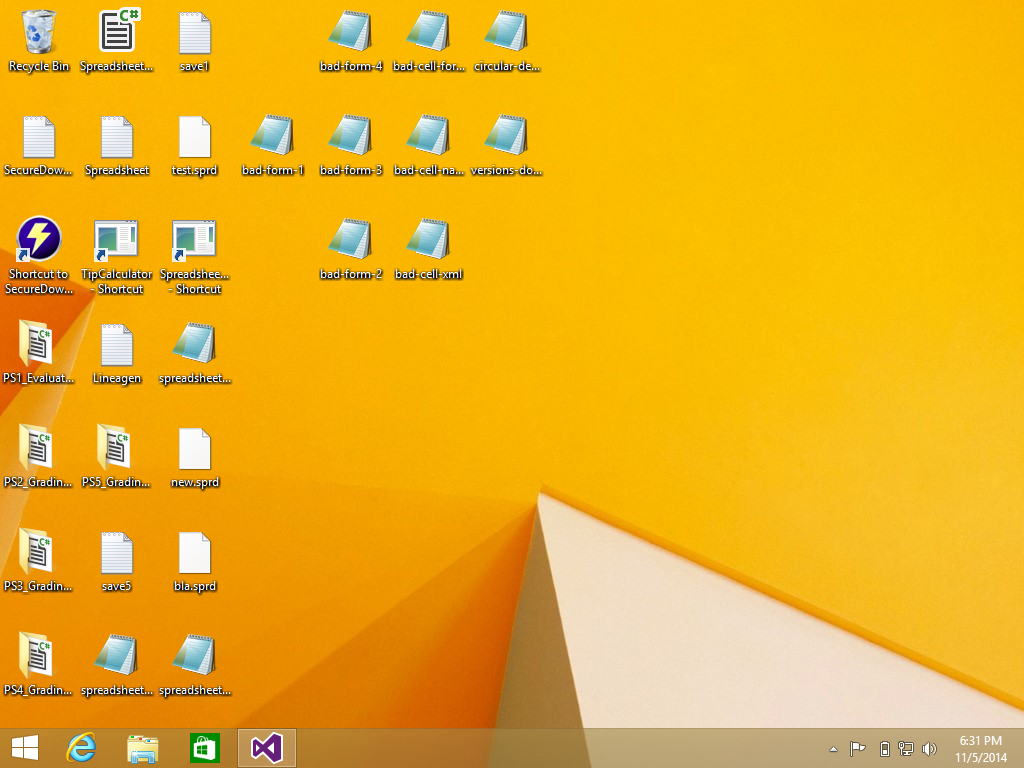 Recycle Bin
Spreadsheet...
save1
bad-form-4
bad-cell-for...
circular-de...
SecureDow...
Spreadsheet
test.sprd
bad-form-1
bad-form-3
bad-cell-na...
versions-do...
Shortcut to
SecureDow...
TipCalculator
- Shortcut
Spreadshee...
- Shortcut
bad-form-2
bad-cell-xml
PS1_Evaluat...
Lineagen
spreadsheet...
PS2_Gradin...
PS5_Gradin...
new.sprd
PS3_Gradin...
save5
bla.sprd
PS4_Gradin...
spreadsheet...
spreadsheet...
6:31 PM
11/5/2014